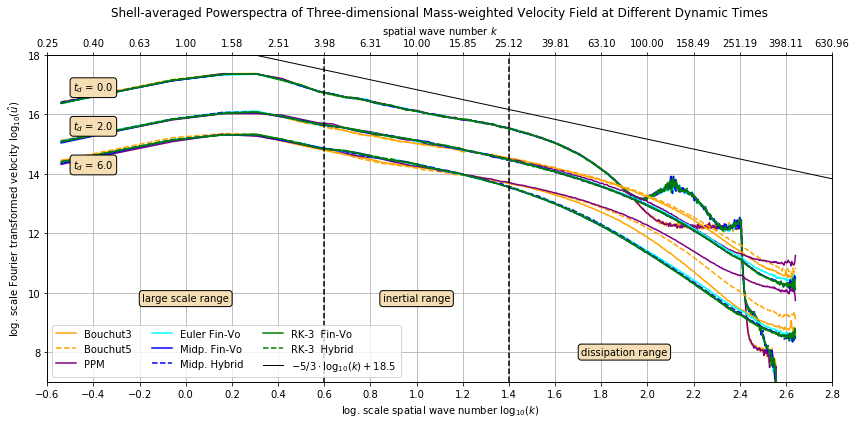 Shell-averaged Powerspectra of Three-dimensional Mass-weighted Velocity Field at Different Dynamic Times
spatial wave number k
0.25 0.40 0.63 1.00 1.58 2.51 3.98 6.31 10.00 15.85 25.12 39.81 63.10 100.00 158.49 251.19 398.11 630.96
log. scale Fourier transformed velocity log₁₀(û)
18
16
14
12
10
8
t_d = 0.0
t_d = 2.0
t_d = 6.0
large scale range
inertial range
dissipation range
Bouchut3
Bouchut5
PPM
Euler Fin-Vo
Midp. Fin-Vo
Midp. Hybrid
RK-3 Fin-Vo
RK-3 Hybrid
−5/3 · log₁₀(k) + 18.5
−0.6 −0.4 −0.2 0.0 0.2 0.4 0.6 0.8 1.0 1.2 1.4 1.6 1.8 2.0 2.2 2.4 2.6 2.8
log. scale spatial wave number log₁₀(k)